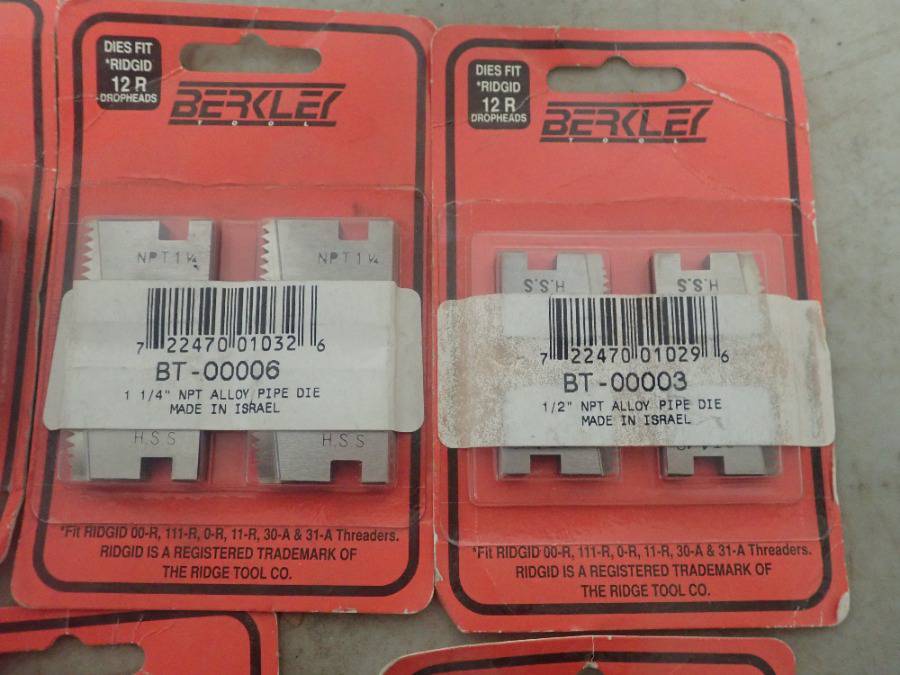 DIES FIT
*RIDGID
12 R
DROPHEADS
BERKLEY
TOOL
NPT 1 ¼
NPT 1 ¼
7 22470 01032 6
BT-00006
1 1/4" NPT ALLOY PIPE DIE
MADE IN ISRAEL
H.S S
H.S S
*Fit RIDGID 00-R, 111-R, 0-R, 11-R, 30-A & 31-A Threaders.
RIDGID IS A REGISTERED TRADEMARK OF
THE RIDGE TOOL CO.
DIES FIT
*RIDGID
12 R
DROPHEADS
BERKLEY
TOOL
H.S.S
H.S.S
7 22470 01029 6
BT-00003
1/2" NPT ALLOY PIPE DIE
MADE IN ISRAEL
*Fit RIDGID 00-R, 111-R, 0-R, 11-R, 30-A & 31-A Threaders.
RIDGID IS A REGISTERED TRADEMARK OF
THE RIDGE TOOL CO.